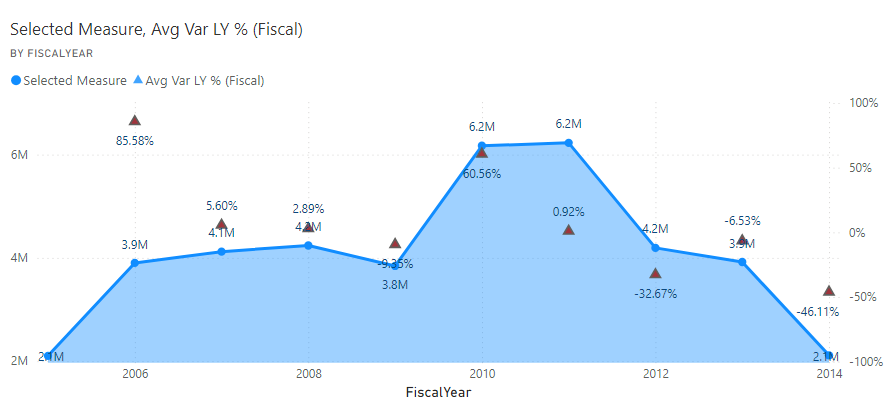 Selected Measure, Avg Var LY % (Fiscal)
BY FISCALYEAR
Selected Measure Avg Var LY % (Fiscal)
100%
6.2M 6.2M
85.58%
6M
60.56%
50%
5.60% 2.89% 0.92% -6.53%
4.1M 4.2M 4.2M 0%
3.9M 3.9M
4M -9.35%
3.8M -32.67% -50%
-46.11%
2M 2.1M 2.1M -100%
2006 2008 2010 2012 2014
FiscalYear